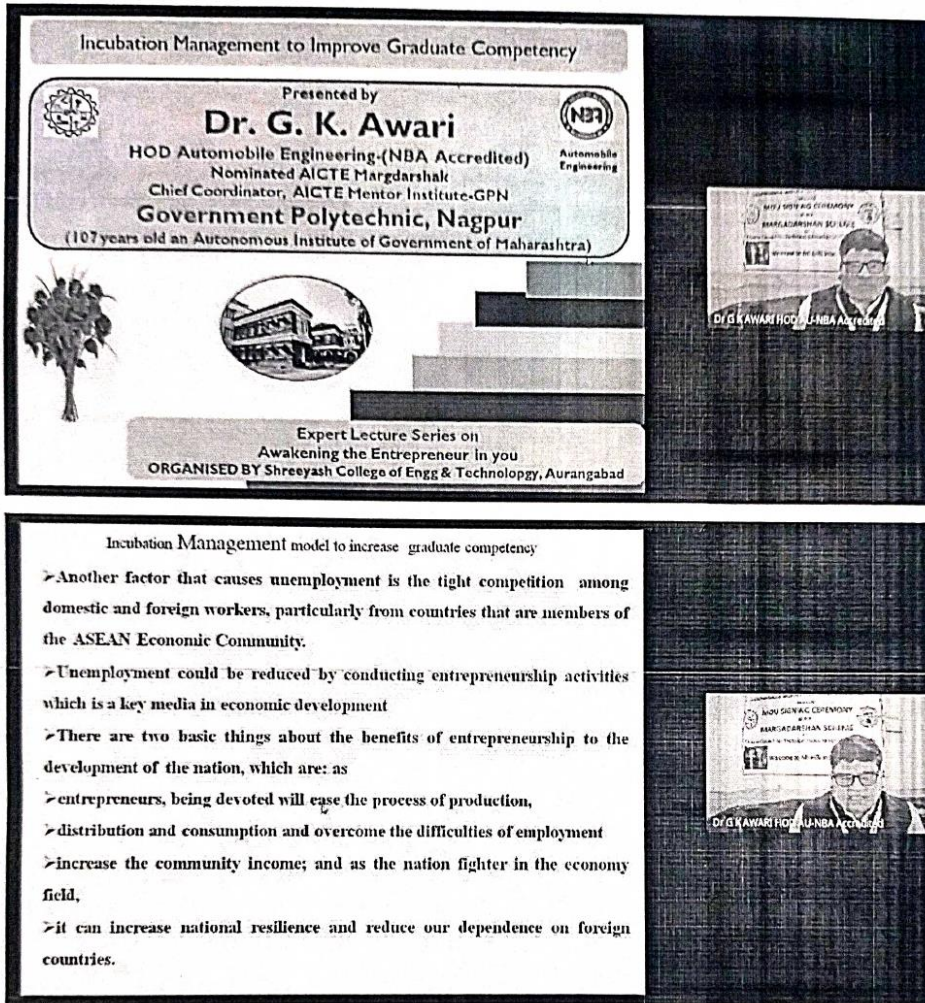 Incubation Management to Improve Graduate Competency
Presented by
Dr. G. K. Awari
HOD Automobile Engineering-(NBA Accredited)
Nominated AICTE Margdarshak
Chief Coordinator, AICTE Mentor Institute-GPN
Government Polytechnic, Nagpur
(107years old an Autonomous Institute of Government of Maharashtra)
NBA
Automobile
Engineering
Expert Lecture Series on
Awakening the Entrepreneur in you
ORGANISED BY Shreeyash College of Engg & Technolopgy, Aurangabad
MOU SIGNING CEREMONY
MARGADARSHAN SCHEME
Dr G K AWARI HOD AU-NBA Accredited
Incubation Management model to increase graduate competency
➢Another factor that causes unemployment is the tight competition among
domestic and foreign workers, particularly from countries that are members of
the ASEAN Economic Community.
➢Unemployment could be reduced by conducting entrepreneurship activities
which is a key media in economic development
➢There are two basic things about the benefits of entrepreneurship to the
development of the nation, which are: as
➢entrepreneurs, being devoted will ease the process of production,
➢distribution and consumption and overcome the difficulties of employment
➢increase the community income; and as the nation fighter in the economy
field,
➢it can increase national resilience and reduce our dependence on foreign
countries.
MOU SIGNING CEREMONY
MARGADARSHAN SCHEME
Dr G K AWARI HOD AU-NBA Accredited